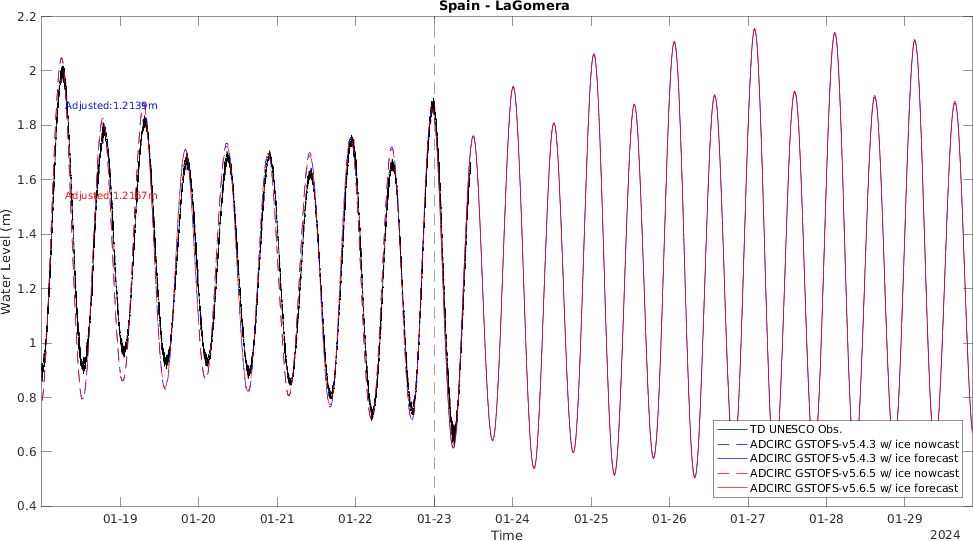 Spain - LaGomera
2.2
2
1.8
1.6
1.4
1.2
1
0.8
0.6
0.4
Water Level (m)
Adjusted:1.2139m
Adjusted:1.2167m
TD UNESCO Obs.
ADCIRC GSTOFS-v5.4.3 w/ ice nowcast
ADCIRC GSTOFS-v5.4.3 w/ ice forecast
ADCIRC GSTOFS-v5.6.5 w/ ice nowcast
ADCIRC GSTOFS-v5.6.5 w/ ice forecast
01-19 01-20 01-21 01-22 01-23 01-24 01-25 01-26 01-27 01-28 01-29
Time
2024